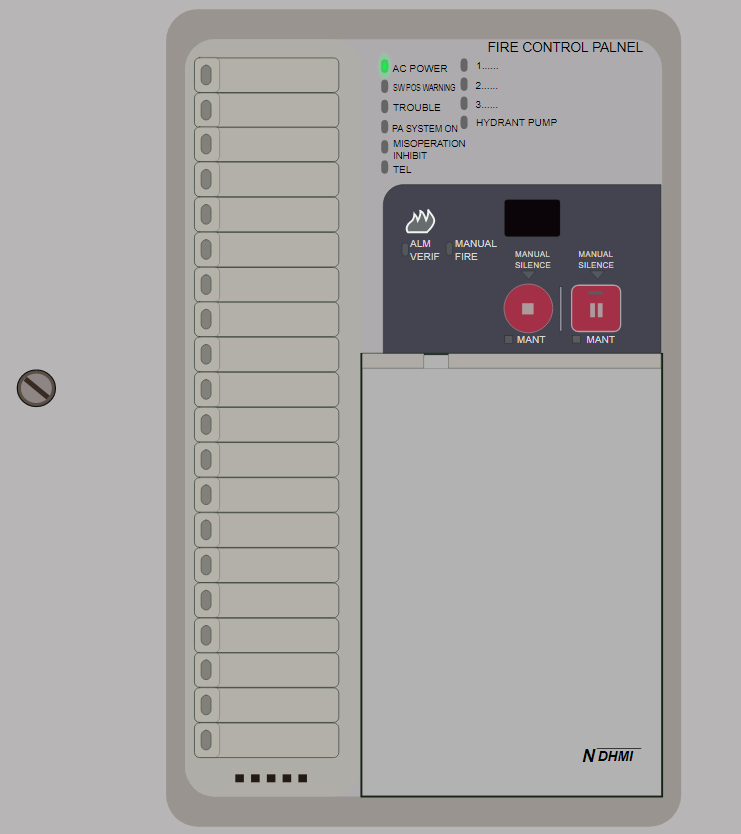 FIRE CONTROL PALNEL
AC POWER
SW POS WARNING
TROUBLE
PA SYSTEM ON
MISOPERATION
INHIBIT
TEL
1......
2......
3......
HYDRANT PUMP
ALM
VERIF
MANUAL
FIRE
MANUAL
SILENCE
MANUAL
SILENCE
MANT
MANT
NDHMI